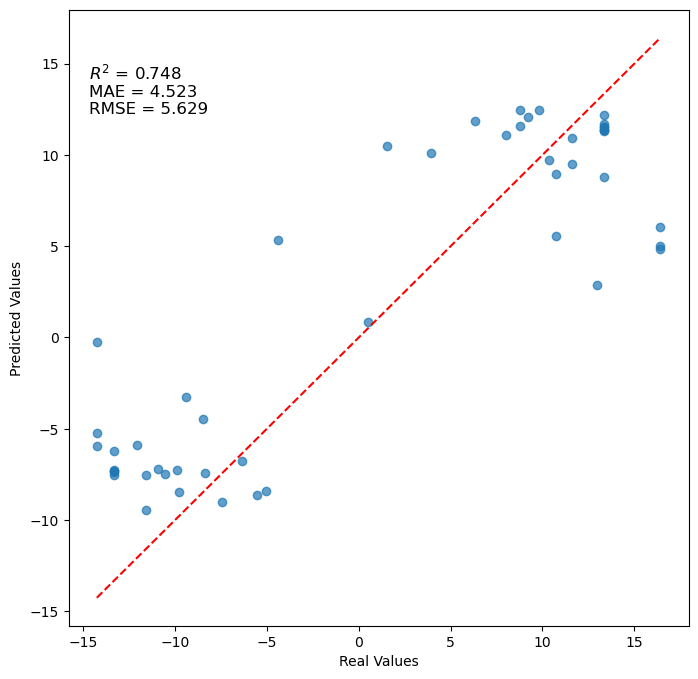 R² = 0.748
MAE = 4.523
RMSE = 5.629
Predicted Values
15
10
5
0
−5
−10
−15
−15
−10
−5
0
5
10
15
Real Values